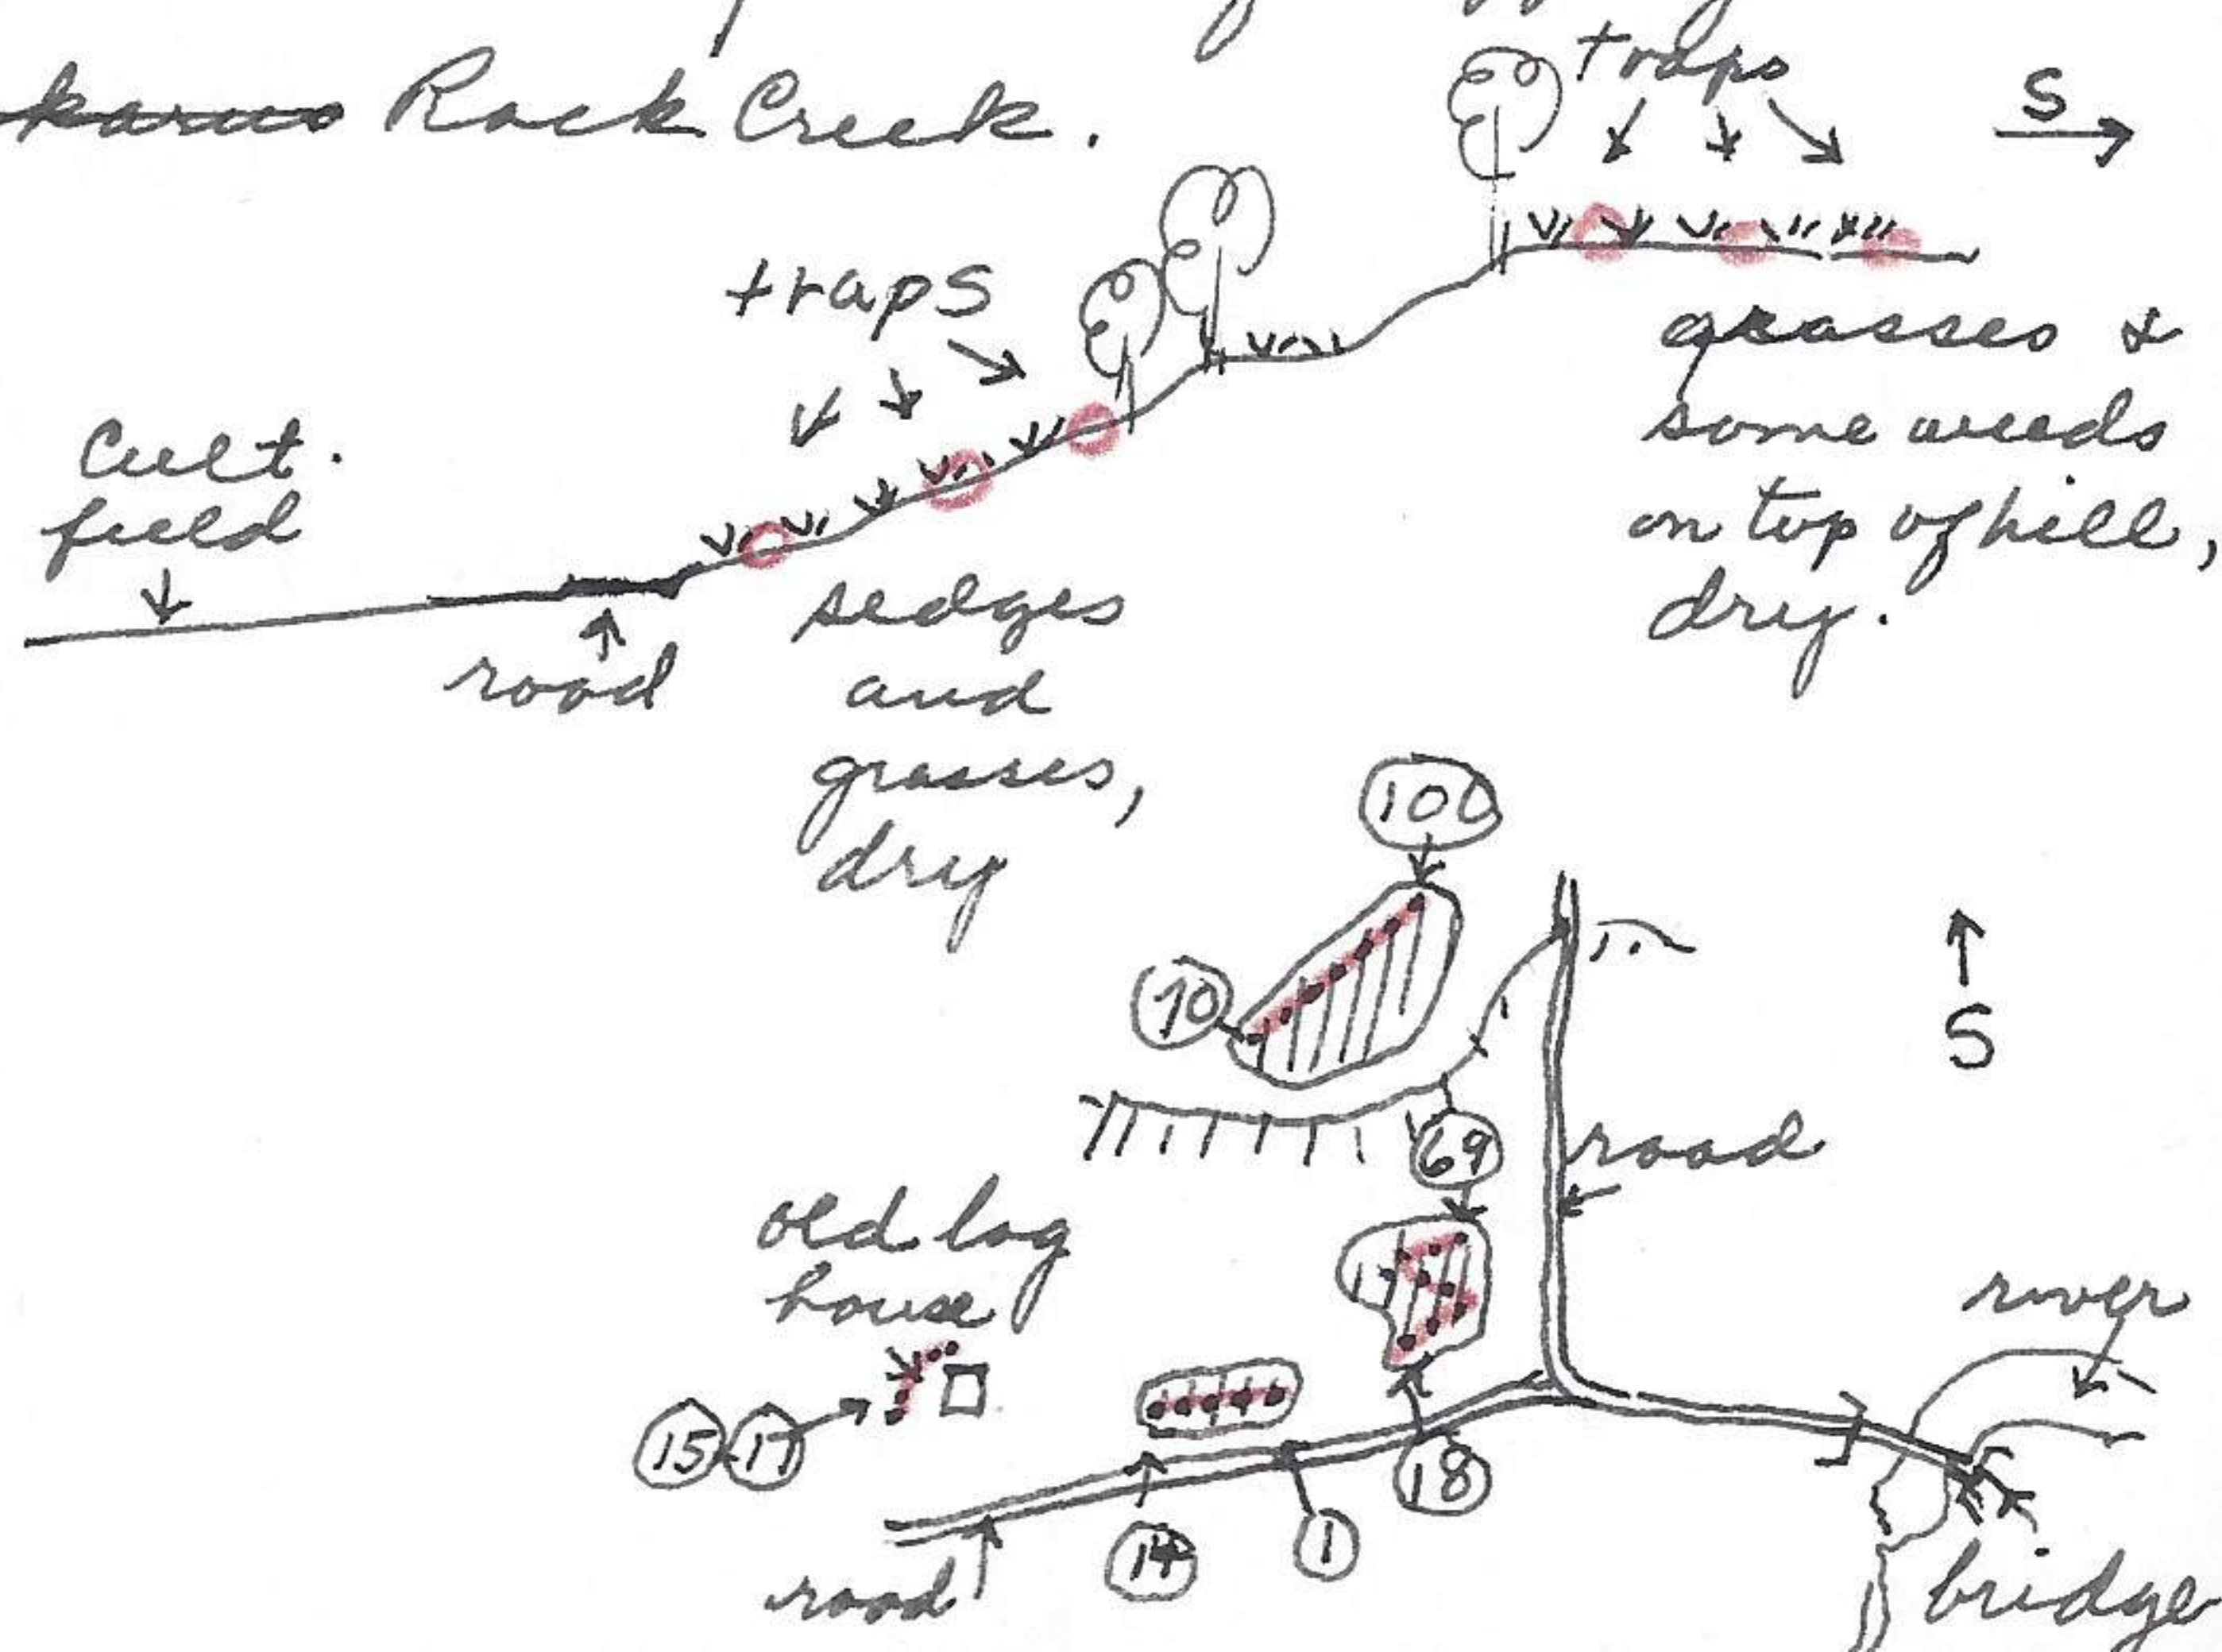 Rock Creek.
traps
S
traps
grasses &
some weeds
on top of hill,
dry.
Cult.
field
road
sedges
and
grasses,
dry
100
70
S
69
road
old log
house
river
15 17
18
14
1
road
bridge